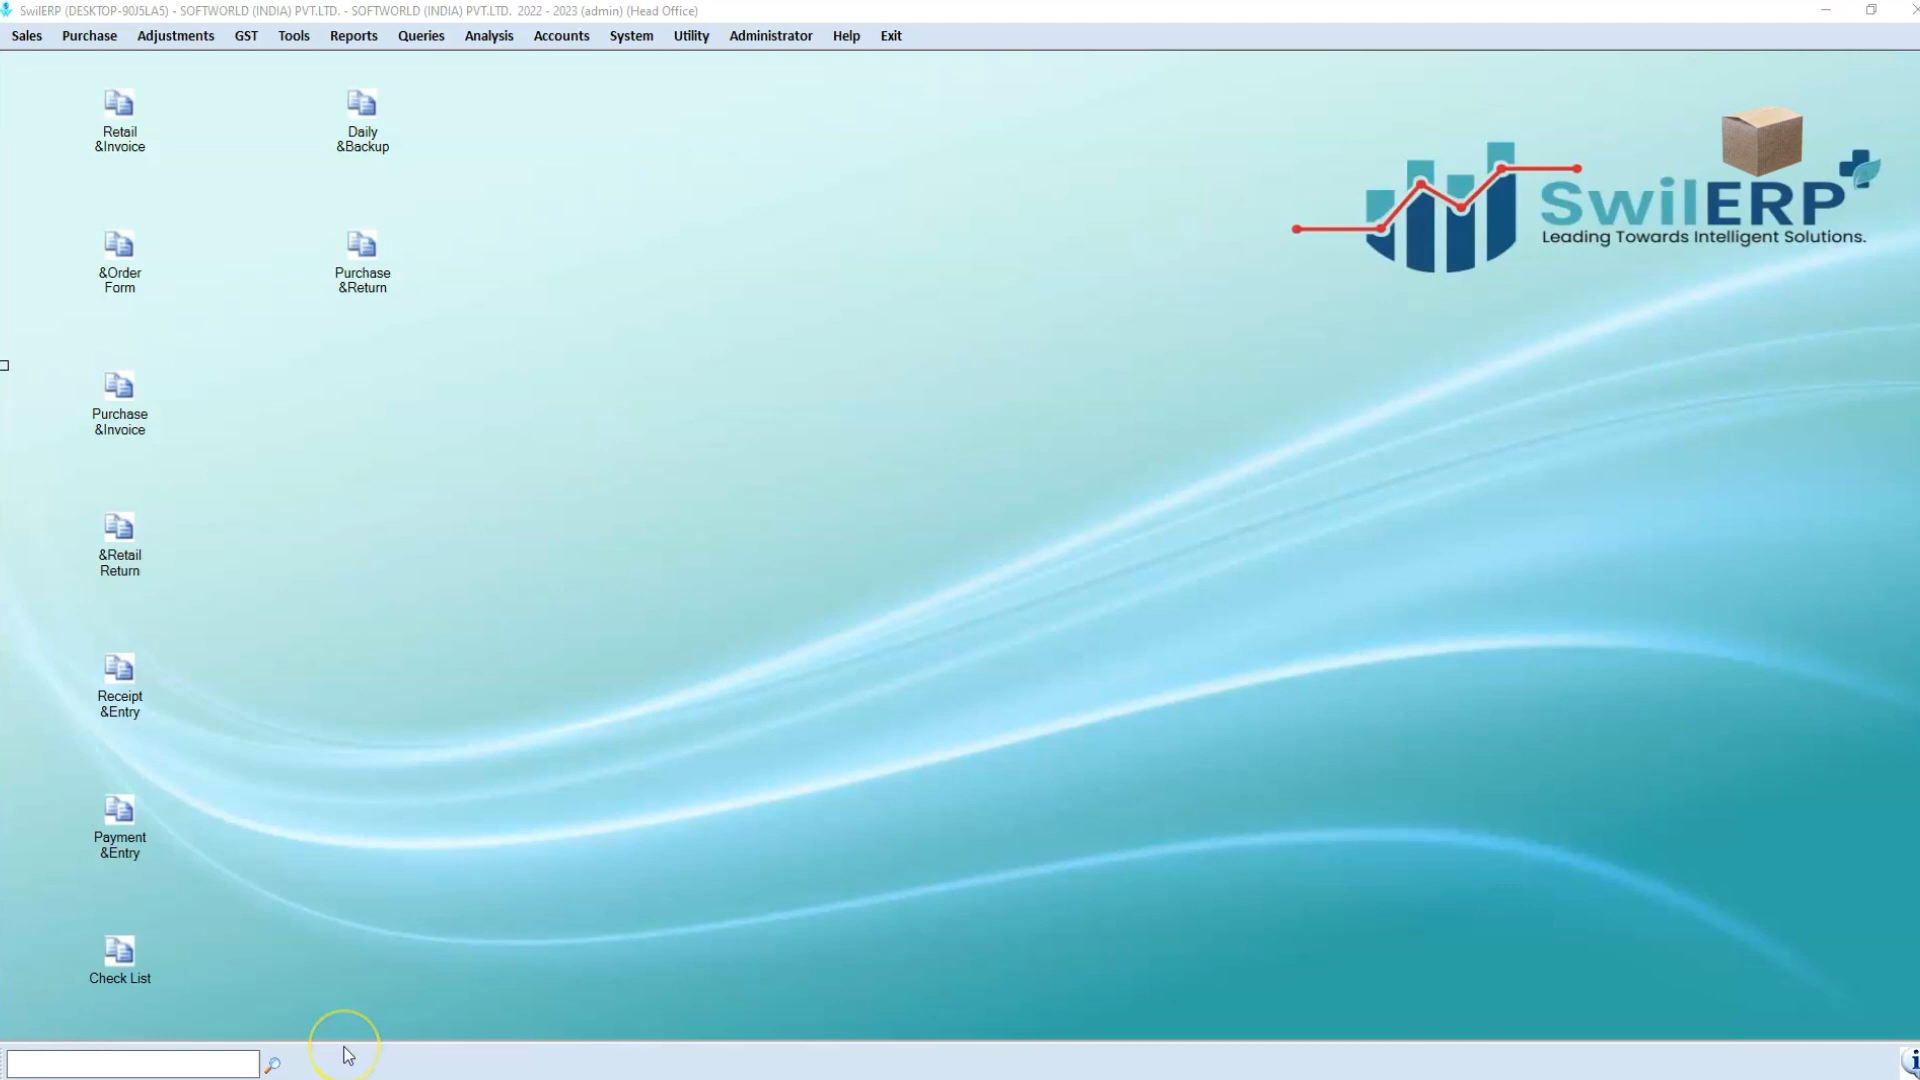 SwilERP (DESKTOP-90J5LA5) - SOFTWORLD (INDIA) PVT.LTD. - SOFTWORLD (INDIA) PVT.LTD. 2022 - 2023 (admin) (Head Office)
Sales Purchase Adjustments GST Tools Reports Queries Analysis Accounts System Utility Administrator Help Exit
Retail
&Invoice
Daily
&Backup
SwilERP
Leading Towards Intelligent Solutions.
&Order
Form
Purchase
&Return
Purchase
&Invoice
&Retail
Return
Receipt
&Entry
Payment
&Entry
Check List